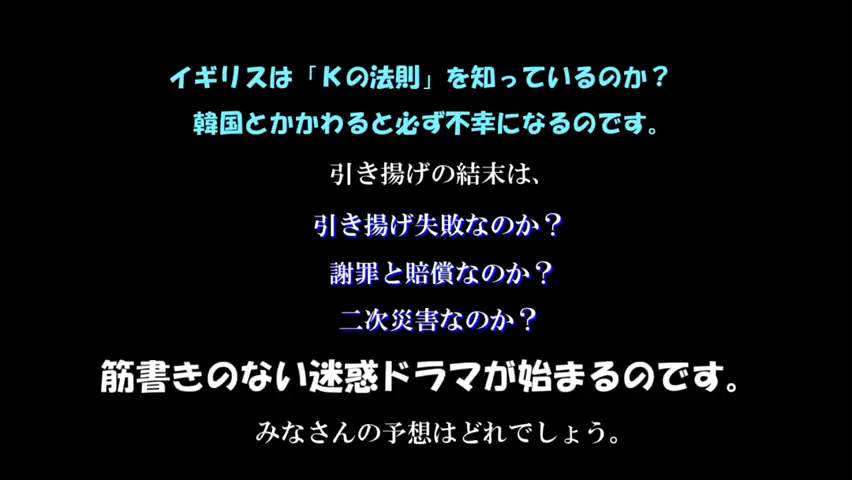 イギリスは「Kの法則」を知っているのか？
韓国とかかわると必ず不幸になるのです。
引き揚げの結末は、
引き揚げ失敗なのか？
謝罪と賠償なのか？
二次災害なのか？
筋書きのない迷惑ドラマが始まるのです。
みなさんの予想はどれでしょう。